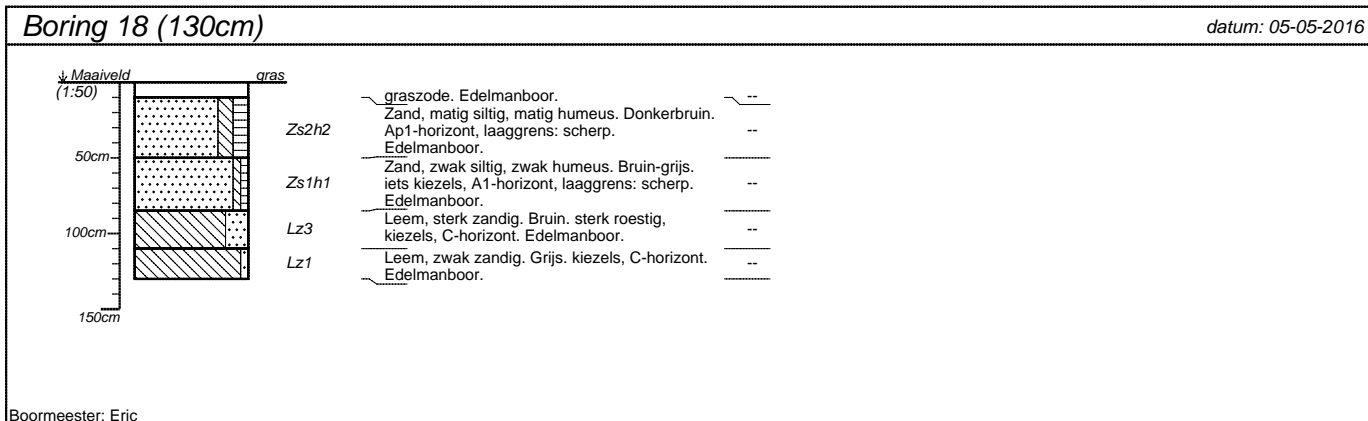 Boring 18 (130cm)
datum: 05-05-2016
Maaiveld
gras
(1:50)
graszode. Edelmanboor.
--
Zs2h2
Zand, matig siltig, matig humeus. Donkerbruin.
Ap1-horizont, laaggrens: scherp.
Edelmanboor.
--
50cm
Zs1h1
Zand, zwak siltig, zwak humeus. Bruin-grijs.
iets kiezels, A1-horizont, laaggrens: scherp.
Edelmanboor.
--
100cm
Lz3
Leem, sterk zandig. Bruin. sterk roestig,
kiezels, C-horizont. Edelmanboor.
--
Lz1
Leem, zwak zandig. Grijs. kiezels, C-horizont.
Edelmanboor.
--
150cm
Boormeester: Eric